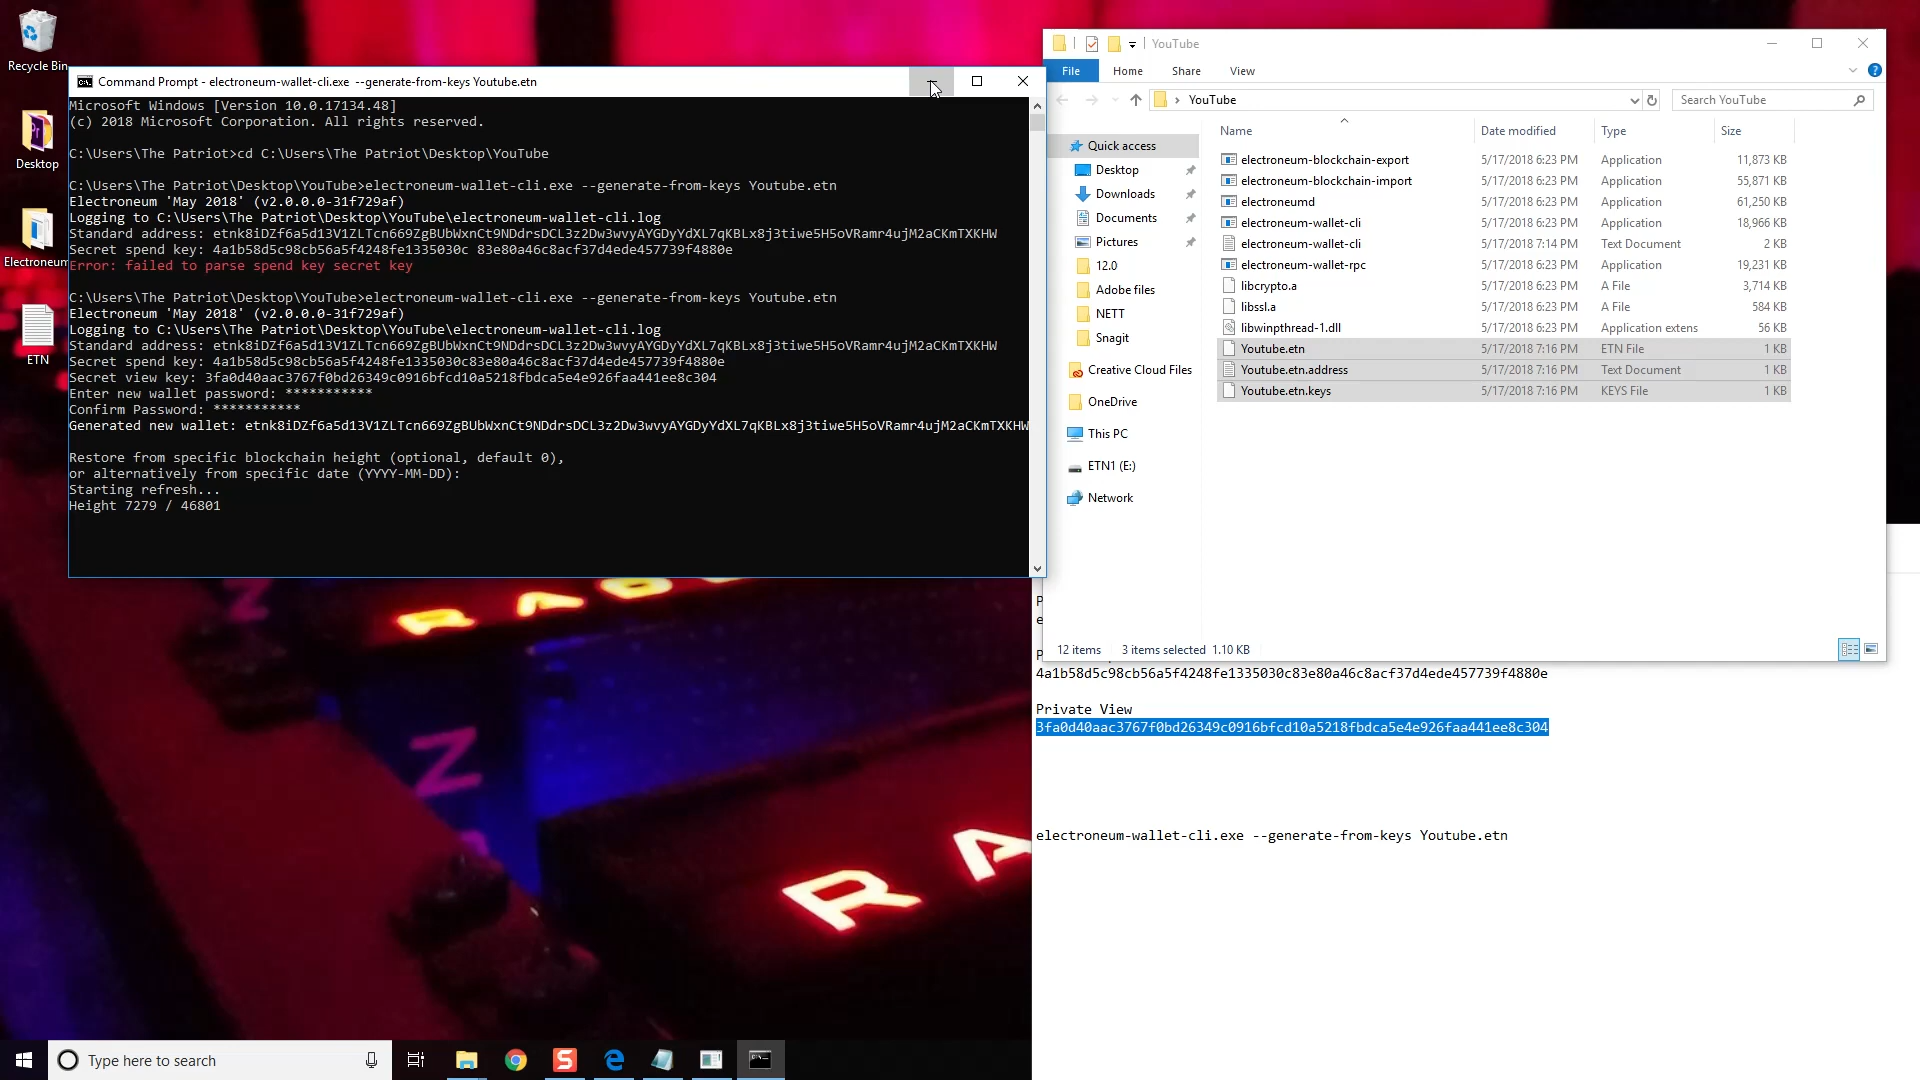 Recycle Bin
Desktop
Electroneum
ETN
Command Prompt - electroneum-wallet-cli.exe --generate-from-keys Youtube.etn
Microsoft Windows [Version 10.0.17134.48]
(c) 2018 Microsoft Corporation. All rights reserved.
C:\Users\The Patriot>cd C:\Users\The Patriot\Desktop\YouTube
C:\Users\The Patriot\Desktop\YouTube>electroneum-wallet-cli.exe --generate-from-keys Youtube.etn
Electroneum 'May 2018' (v2.0.0.0-31f729af)
Logging to C:\Users\The Patriot\Desktop\YouTube\electroneum-wallet-cli.log
Standard address: etnk8iDZf6a5d13V1ZLTcn669ZgBUbWxnCt9NDdrsDCL3z2Dw3wvyAYGDyYdXL7qKBLx8j3tiwe5H5oVRamr4ujM2aCKmTXKHW
Secret spend key: 4a1b58d5c98cb56a5f4248fe1335030c 83e80a46c8acf37d4ede457739f4880e
Error: failed to parse spend key secret key
C:\Users\The Patriot\Desktop\YouTube>electroneum-wallet-cli.exe --generate-from-keys Youtube.etn
Electroneum 'May 2018' (v2.0.0.0-31f729af)
Logging to C:\Users\The Patriot\Desktop\YouTube\electroneum-wallet-cli.log
Standard address: etnk8iDZf6a5d13V1ZLTcn669ZgBUbWxnCt9NDdrsDCL3z2Dw3wvyAYGDyYdXL7qKBLx8j3tiwe5H5oVRamr4ujM2aCKmTXKHW
Secret spend key: 4a1b58d5c98cb56a5f4248fe1335030c83e80a46c8acf37d4ede457739f4880e
Secret view key: 3fa0d40aac3767f0bd26349c0916bfcd10a5218fbdca5e4e926faa441ee8c304
Enter new wallet password: ***********
Confirm Password: ***********
Generated new wallet: etnk8iDZf6a5d13V1ZLTcn669ZgBUbWxnCt9NDdrsDCL3z2Dw3wvyAYGDyYdXL7qKBLx8j3tiwe5H5oVRamr4ujM2aCKmTXKHW
Restore from specific blockchain height (optional, default 0),
or alternatively from specific date (YYYY-MM-DD):
Starting refresh...
Height 7279 / 46801
YouTube
File Home Share View
YouTube
Search YouTube
Quick access
Desktop
Downloads
Documents
Pictures
12.0
Adobe files
NETT
Snagit
Creative Cloud Files
OneDrive
This PC
ETN1 (E:)
Network
Name Date modified Type Size
electroneum-blockchain-export 5/17/2018 6:23 PM Application 11,873 KB
electroneum-blockchain-import 5/17/2018 6:23 PM Application 55,871 KB
electroneumd 5/17/2018 6:23 PM Application 61,250 KB
electroneum-wallet-cli 5/17/2018 6:23 PM Application 18,966 KB
electroneum-wallet-cli 5/17/2018 7:14 PM Text Document 2 KB
electroneum-wallet-rpc 5/17/2018 6:23 PM Application 19,231 KB
libcrypto.a 5/17/2018 6:23 PM A File 3,714 KB
libssl.a 5/17/2018 6:23 PM A File 584 KB
libwinpthread-1.dll 5/17/2018 6:23 PM Application extens 56 KB
Youtube.etn 5/17/2018 7:16 PM ETN File 1 KB
Youtube.etn.address 5/17/2018 7:16 PM Text Document 1 KB
Youtube.etn.keys 5/17/2018 7:16 PM KEYS File 1 KB
12 items 3 items selected 1.10 KB
4a1b58d5c98cb56a5f4248fe1335030c83e80a46c8acf37d4ede457739f4880e
Private View
3fa0d40aac3767f0bd26349c0916bfcd10a5218fbdca5e4e926faa441ee8c304
electroneum-wallet-cli.exe --generate-from-keys Youtube.etn
Type here to search